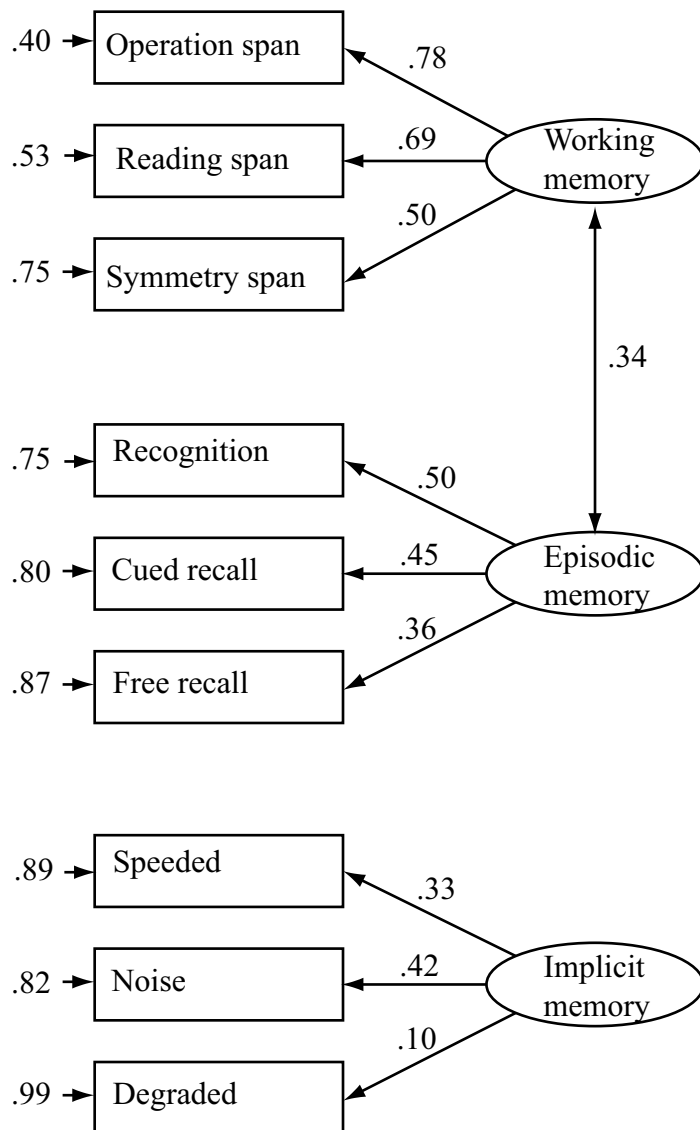 .40
Operation span
.78
.53
Reading span
.69
Working
memory
.50
.75
Symmetry span
.34
.75
Recognition
.50
.80
Cued recall
.45
Episodic
memory
.36
.87
Free recall
.89
Speeded
.33
.82
Noise
.42
Implicit
memory
.10
.99
Degraded